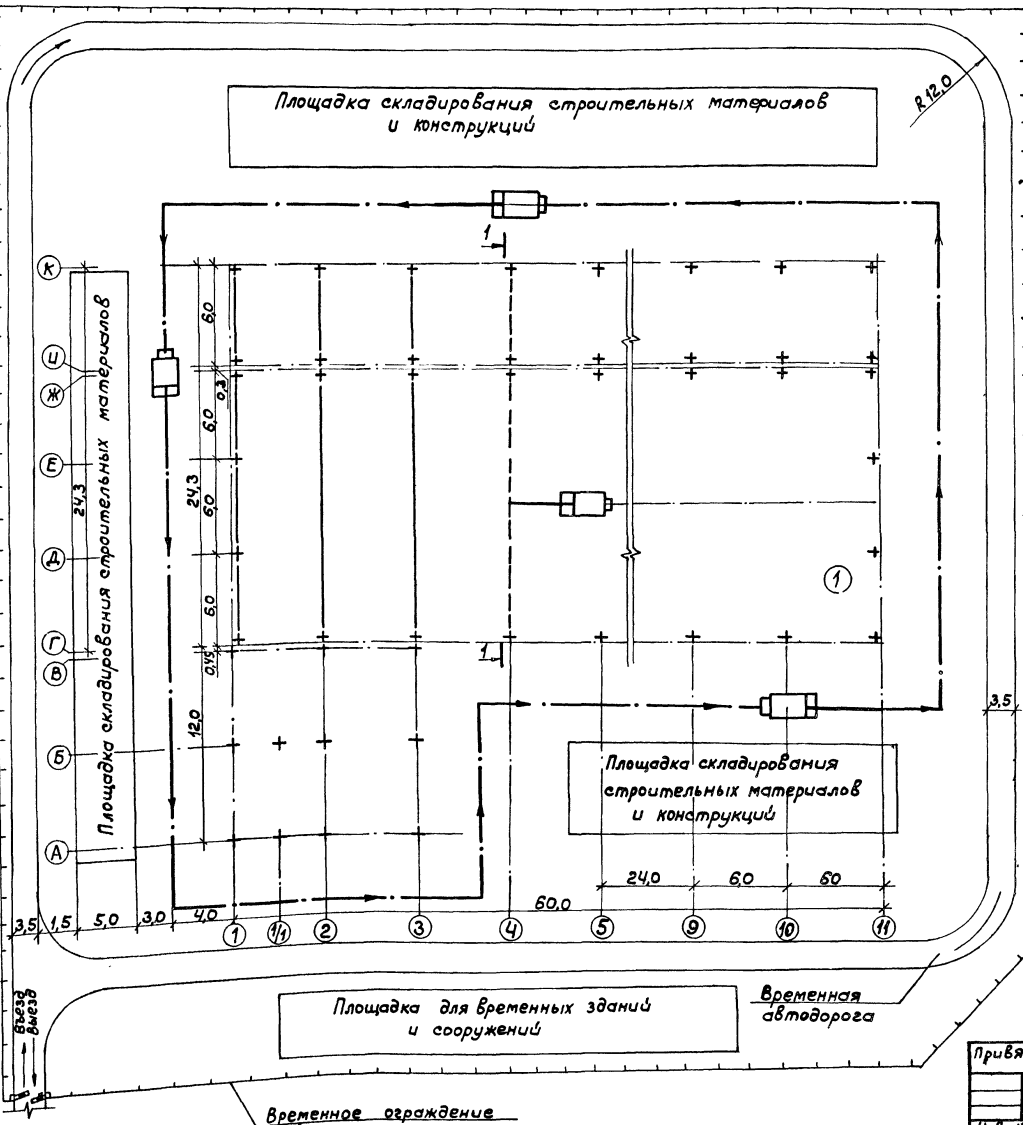 R 12,0
Площадка складирования строительных материалов
и конструкций
1
К
И
Ж
Е
Д
Г
В
Б
А
24,3
Площадка складирования строительных материалов
6,0
0,3
6,0
24,3
6,0
6,0
0,45
12,0
1
1
3,5
Площадка складирования
строительных материалов
и конструкций
24,0
6,0
60
60,0
3,5
1,5
5,0
3,0
4,0
1
1/1
2
3
4
5
9
10
11
Въезд
Выезд
Площадка для временных зданий
и сооружений
Временная
автодорога
Временное ограждение
Привя